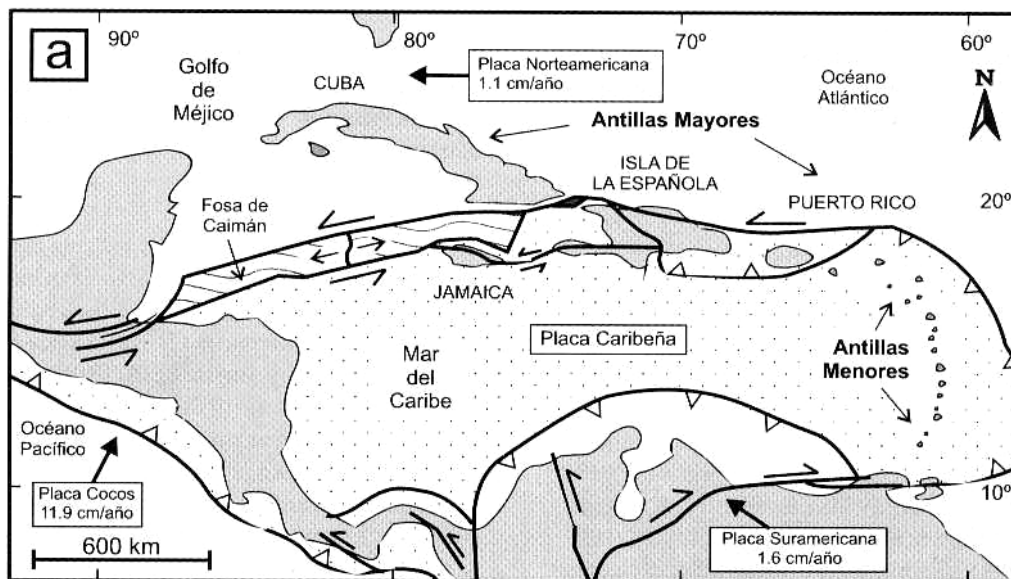 a
90º
80º
70º
60º
Golfo
de
Méjico
CUBA
Placa Norteamericana
1.1 cm/año
Océano
Atlántico
N
Antillas Mayores
ISLA DE
LA ESPAÑOLA
PUERTO RICO
20º
Fosa de
Caimán
JAMAICA
Placa Caribeña
Mar
del
Caribe
Antillas
Menores
Océano
Pacífico
Placa Cocos
11.9 cm/año
10º
Placa Suramericana
1.6 cm/año
600 km